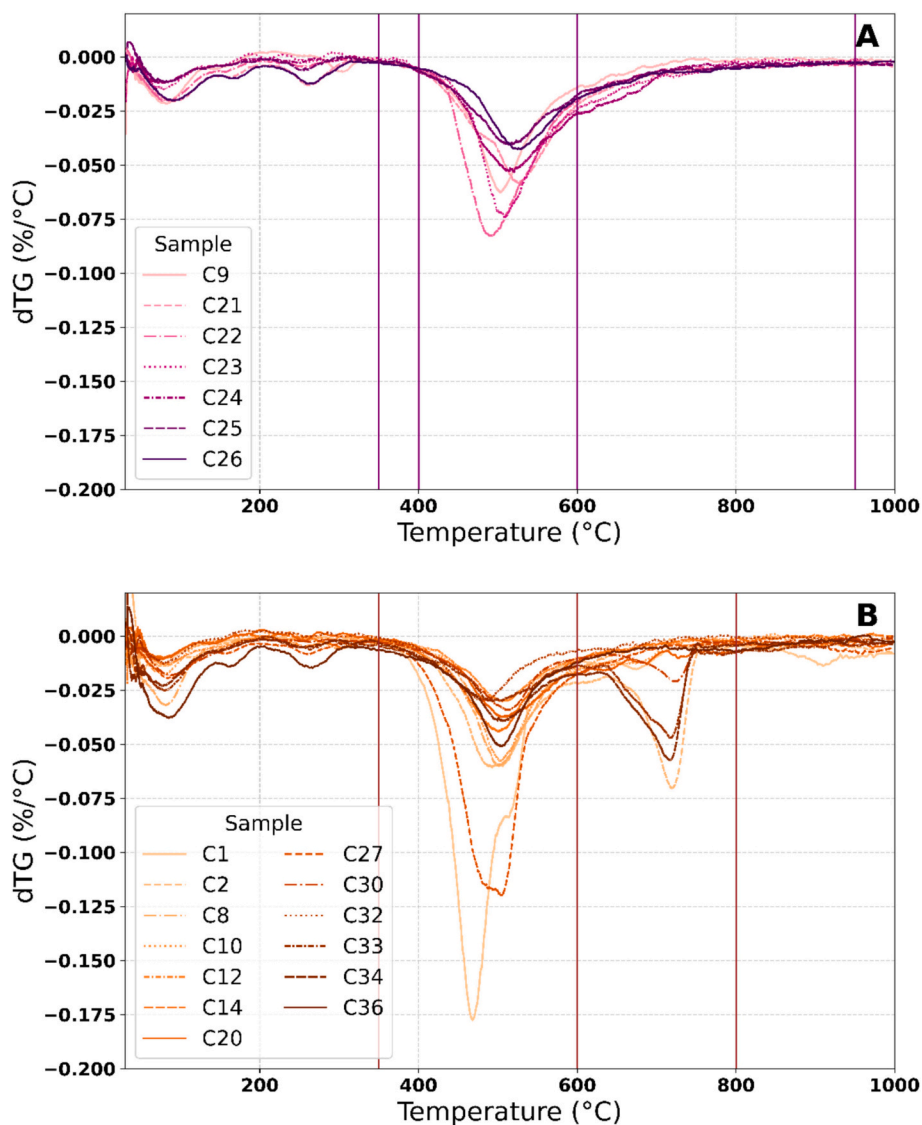 A
0.000
−0.025
−0.050
−0.075
−0.100
−0.125
−0.150
−0.175
−0.200
dTG (%/°C)
Sample
C9
C21
C22
C23
C24
C25
C26
200 400 600 800 1000
Temperature (°C)
B
0.000
−0.025
−0.050
−0.075
−0.100
−0.125
−0.150
−0.175
−0.200
dTG (%/°C)
Sample
C1 C27
C2 C30
C8 C32
C10 C33
C12 C34
C14 C36
C20
200 400 600 800 1000
Temperature (°C)